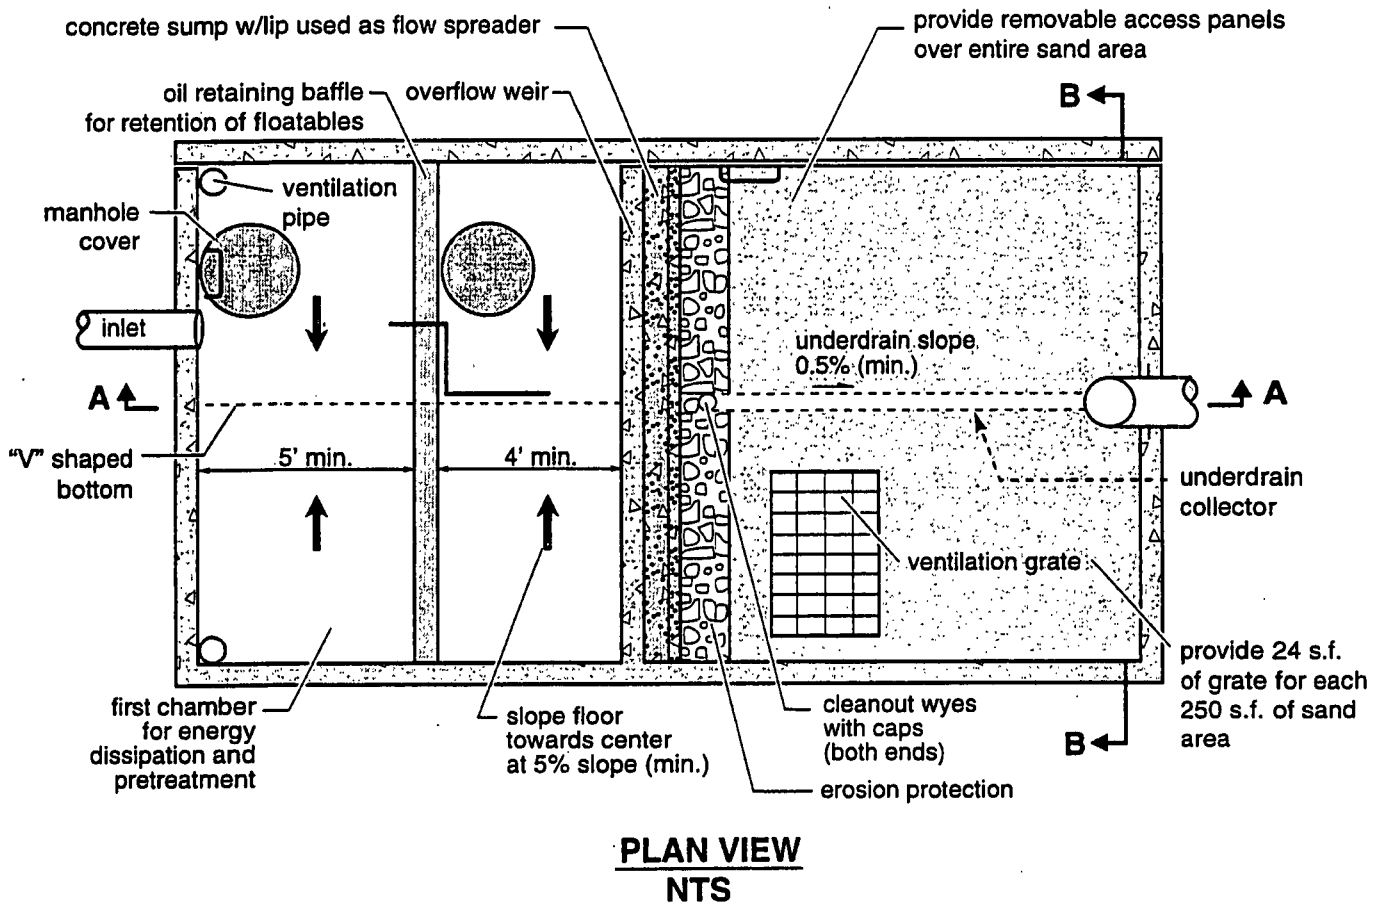 concrete sump w/lip used as flow spreader
provide removable access panels
over entire sand area
oil retaining baffle
for retention of floatables
overflow weir
B
ventilation
pipe
manhole
cover
inlet
underdrain slope
0.5% (min.)
A
A
"V" shaped
bottom
5' min.
4' min.
underdrain
collector
ventilation grate
provide 24 s.f.
of grate for each
250 s.f. of sand
area
first chamber
for energy
dissipation and
pretreatment
slope floor
towards center
at 5% slope (min.)
cleanout wyes
with caps
(both ends)
B
erosion protection
PLAN VIEW
NTS